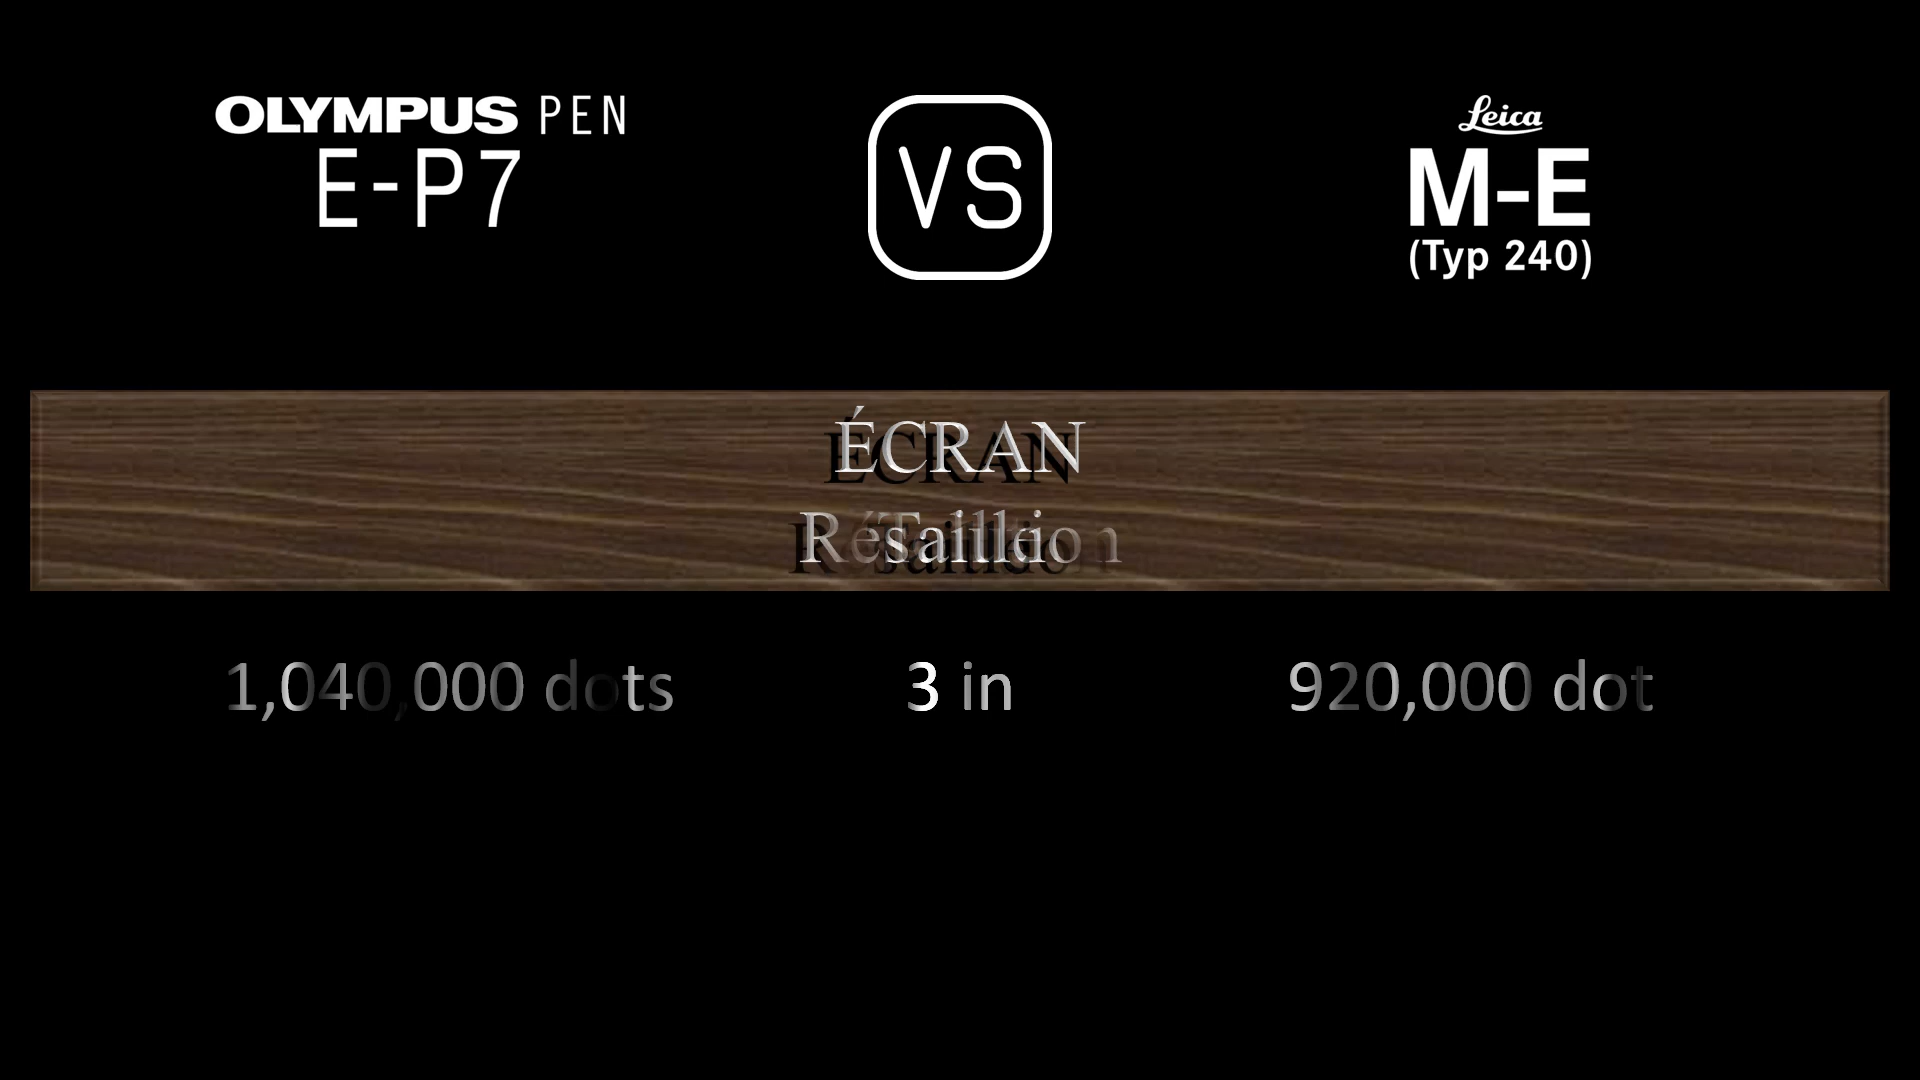 OLYMPUS PEN
E-P7
VS
Leica
M-E
(Typ 240)
ÉCRAN
1,040,000 dots
3 in
920,000 dot